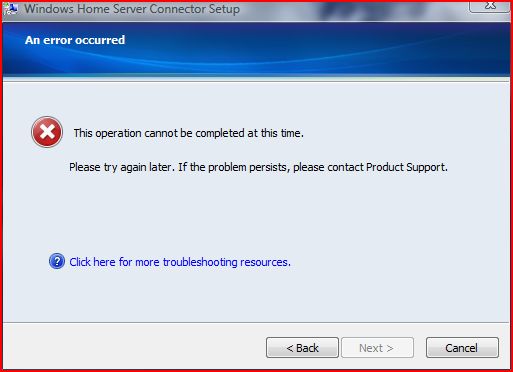 Windows Home Server Connector Setup
An error occurred
This operation cannot be completed at this time.
Please try again later. If the problem persists, please contact Product Support.
Click here for more troubleshooting resources.
< Back Next > Cancel